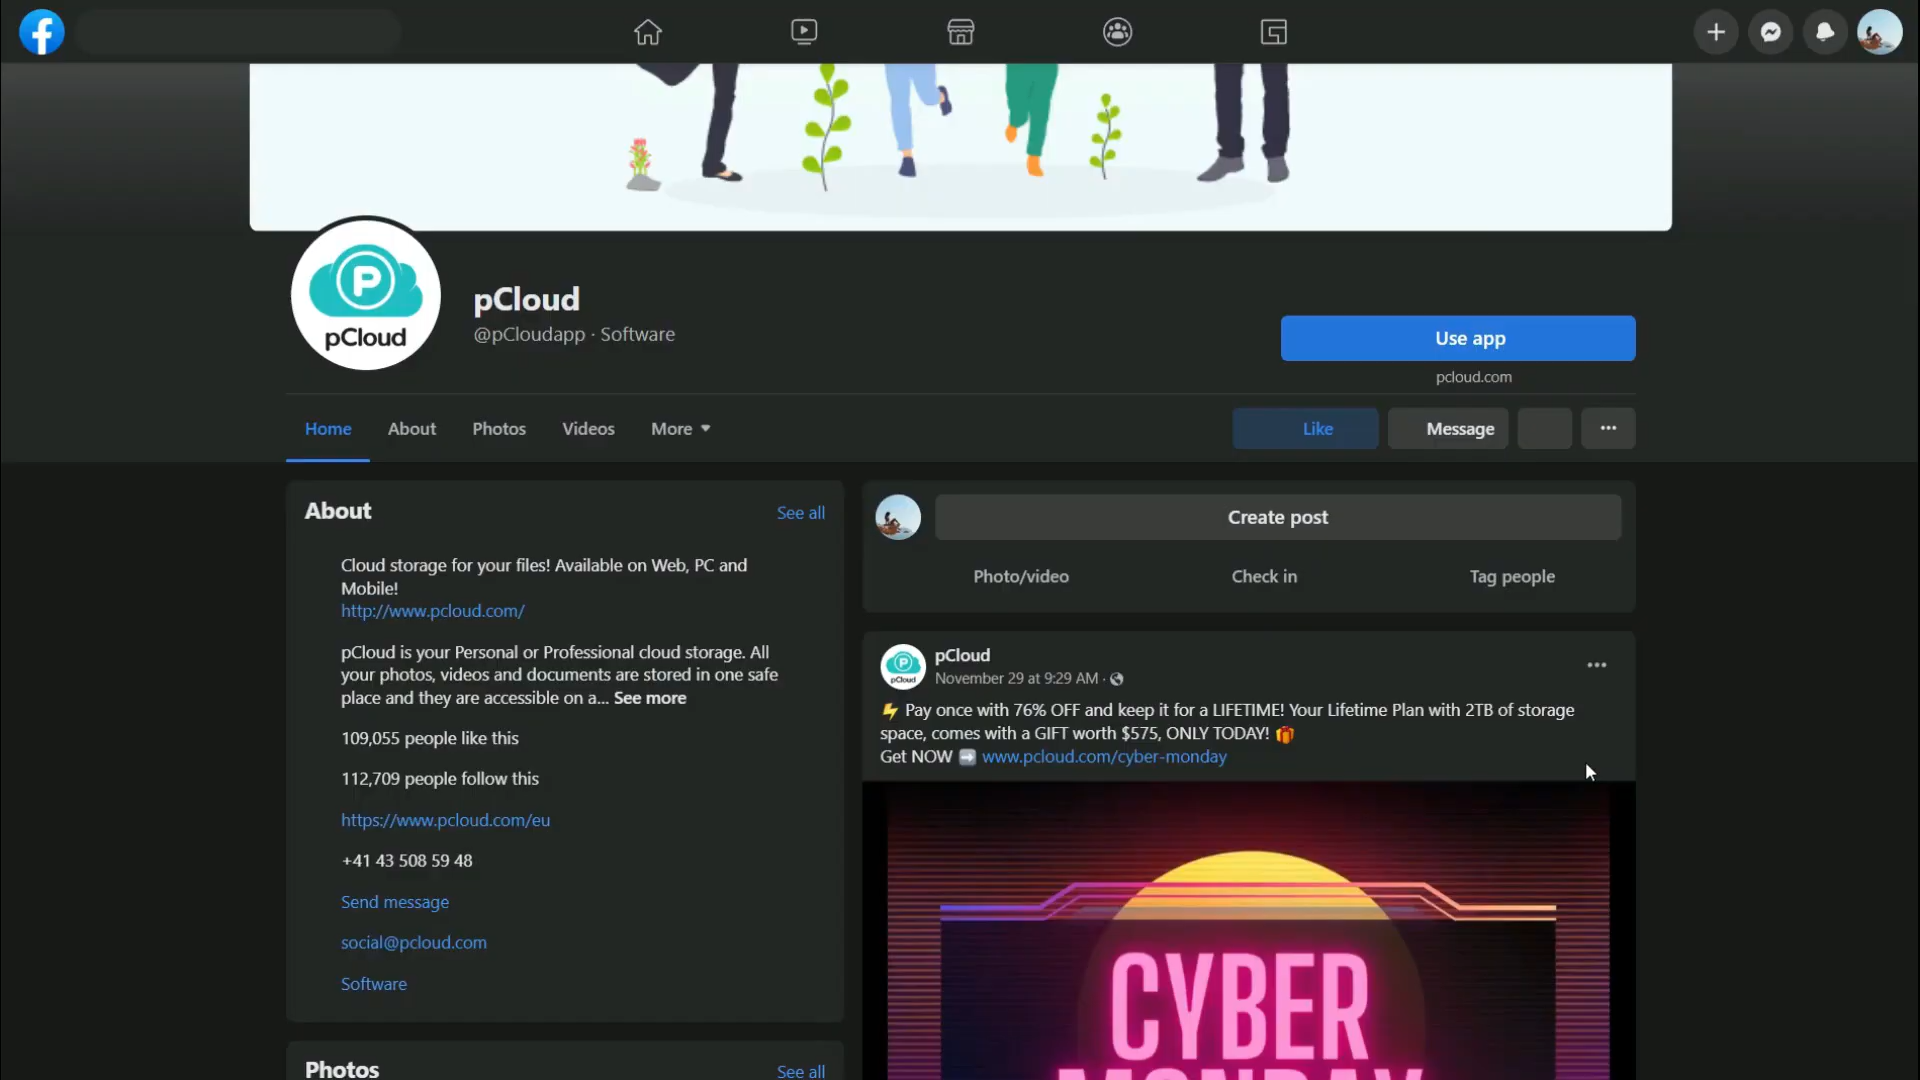 pCloud
pCloud
@pCloudapp · Software
Use app
pcloud.com
Home
About
Photos
Videos
More
Like
Message
About
See all
Cloud storage for your files! Available on Web, PC and
Mobile!
http://www.pcloud.com/
pCloud is your Personal or Professional cloud storage. All
your photos, videos and documents are stored in one safe
place and they are accessible on a... See more
109,055 people like this
112,709 people follow this
https://www.pcloud.com/eu
+41 43 508 59 48
Send message
social@pcloud.com
Software
Photos
See all
Create post
Photo/video
Check in
Tag people
pCloud
pCloud
November 29 at 9:29 AM ·
⚡ Pay once with 76% OFF and keep it for a LIFETIME! Your Lifetime Plan with 2TB of storage
space, comes with a GIFT worth $575, ONLY TODAY! 🎁
Get NOW ➡️ www.pcloud.com/cyber-monday
CYBER
MONDAY